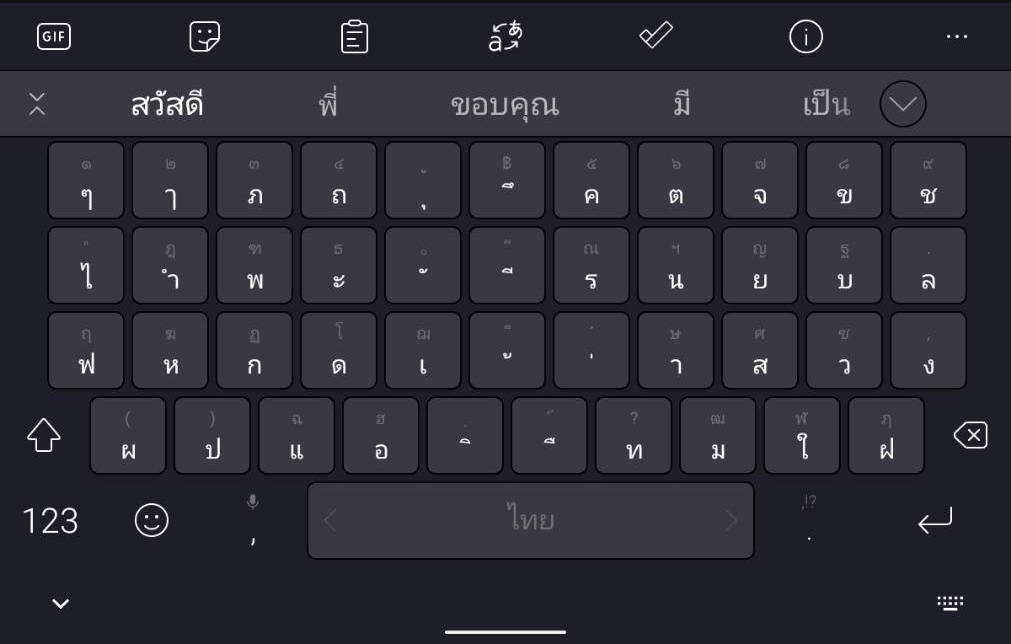 GIF
สวัสดี พี่ ขอบคุณ มี เป็น
๑ ๒ ๓ ๔ ู ฿ ๕ ๖ ๗ ๘ ๙
ๆ ๅ ภ ถ ุ ึ ค ต จ ข ช
ฎ ฑ ธ ํ ๊ ณ ฯ ญ ฐ .
ไ ำ พ ะ ั ี ร น ย บ ล
ฤ ฆ ฏ โ ฌ ็ ๋ ษ ศ ซ ,
ฟ ห ก ด เ ้ ่ า ส ว ง
( ) ฉ ฮ ฺ ์ ? ฒ ฬ ฦ
ผ ป แ อ ิ ื ท ม ใ ฝ
123 , ไทย ,!? .